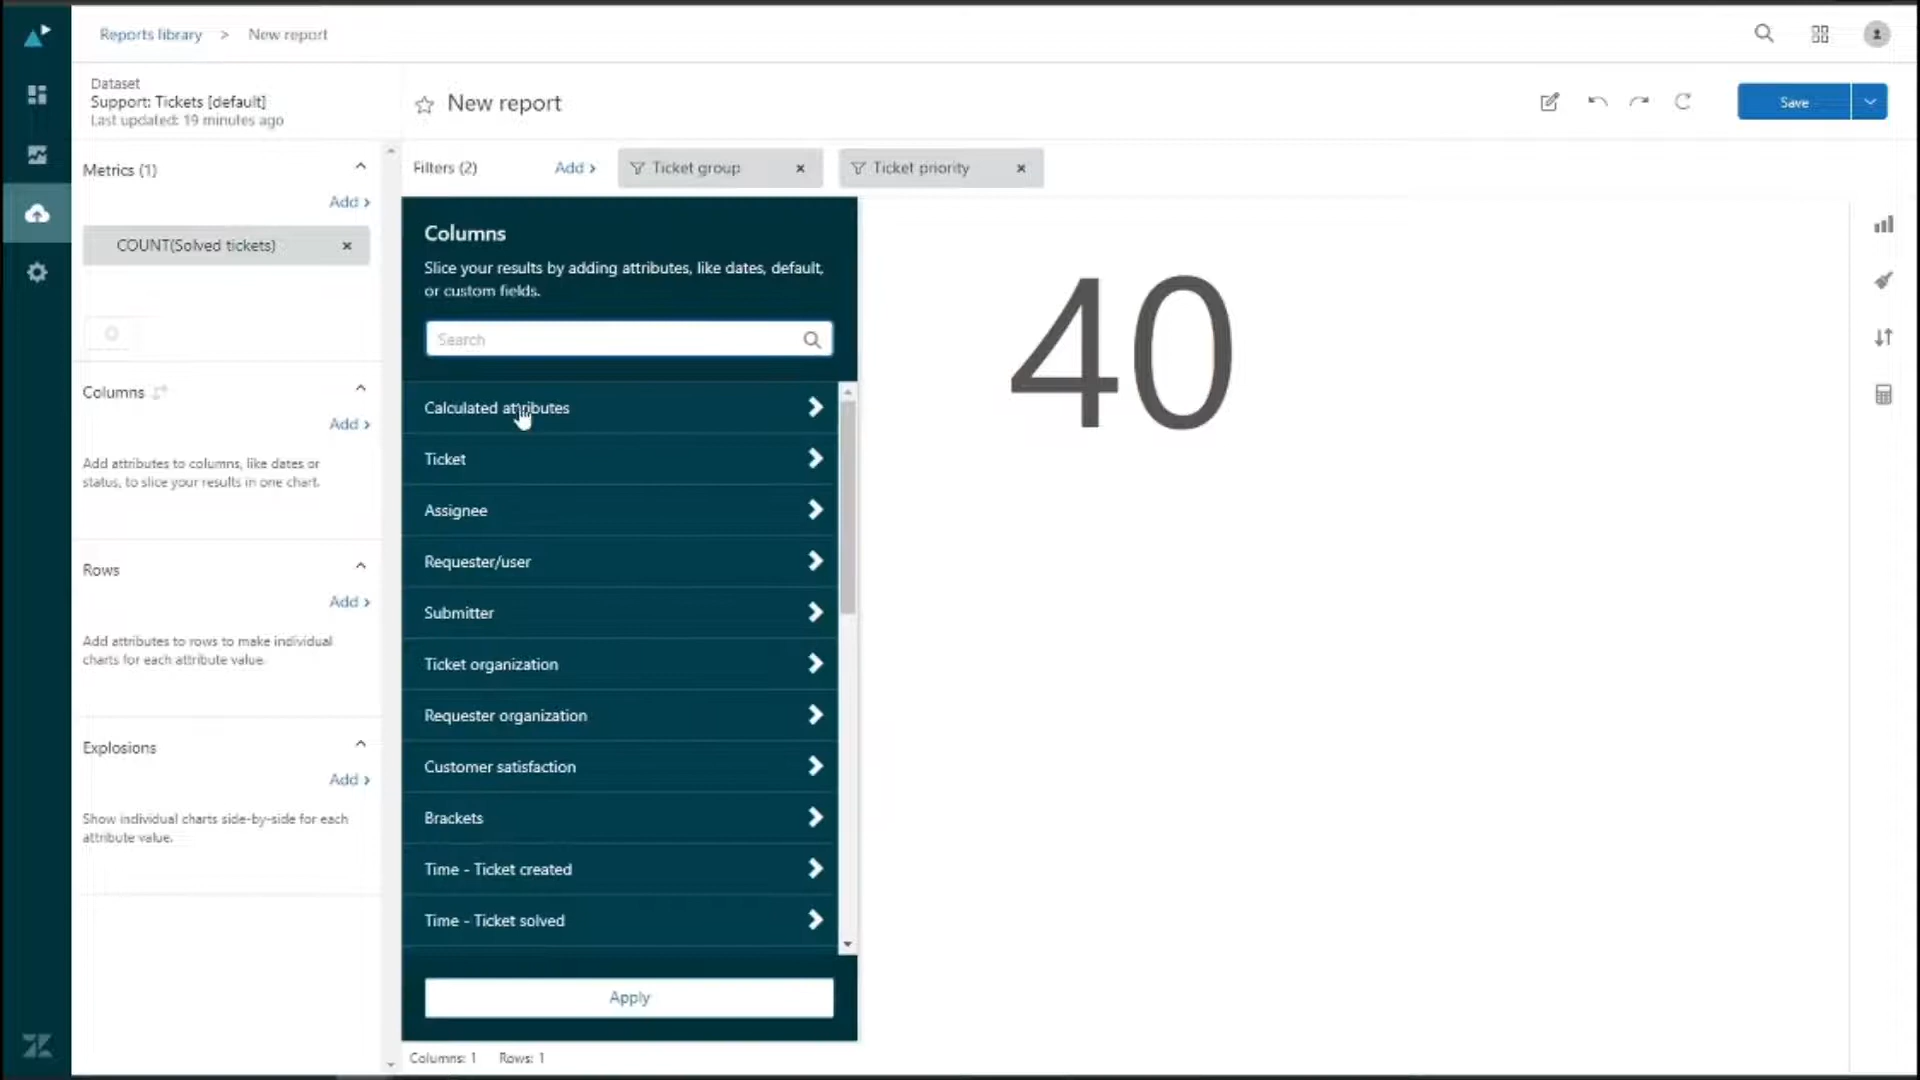 Reports library > New report
Dataset
Support: Tickets [default]
Last updated: 19 minutes ago
New report
Save
Metrics (1)
Add >
COUNT(Solved tickets) ×
Filters (2) Add > Ticket group × Ticket priority ×
Columns
Add >
Add attributes to columns, like dates or
status, to slice your results in one chart.
Rows
Add >
Add attributes to rows to make individual
charts for each attribute value.
Explosions
Add >
Show individual charts side-by-side for each
attribute value.
Columns
Slice your results by adding attributes, like dates, default,
or custom fields.
Search
Calculated attributes
Ticket
Assignee
Requester/user
Submitter
Ticket organization
Requester organization
Customer satisfaction
Brackets
Time - Ticket created
Time - Ticket solved
Apply
40
Columns: 1 Rows: 1